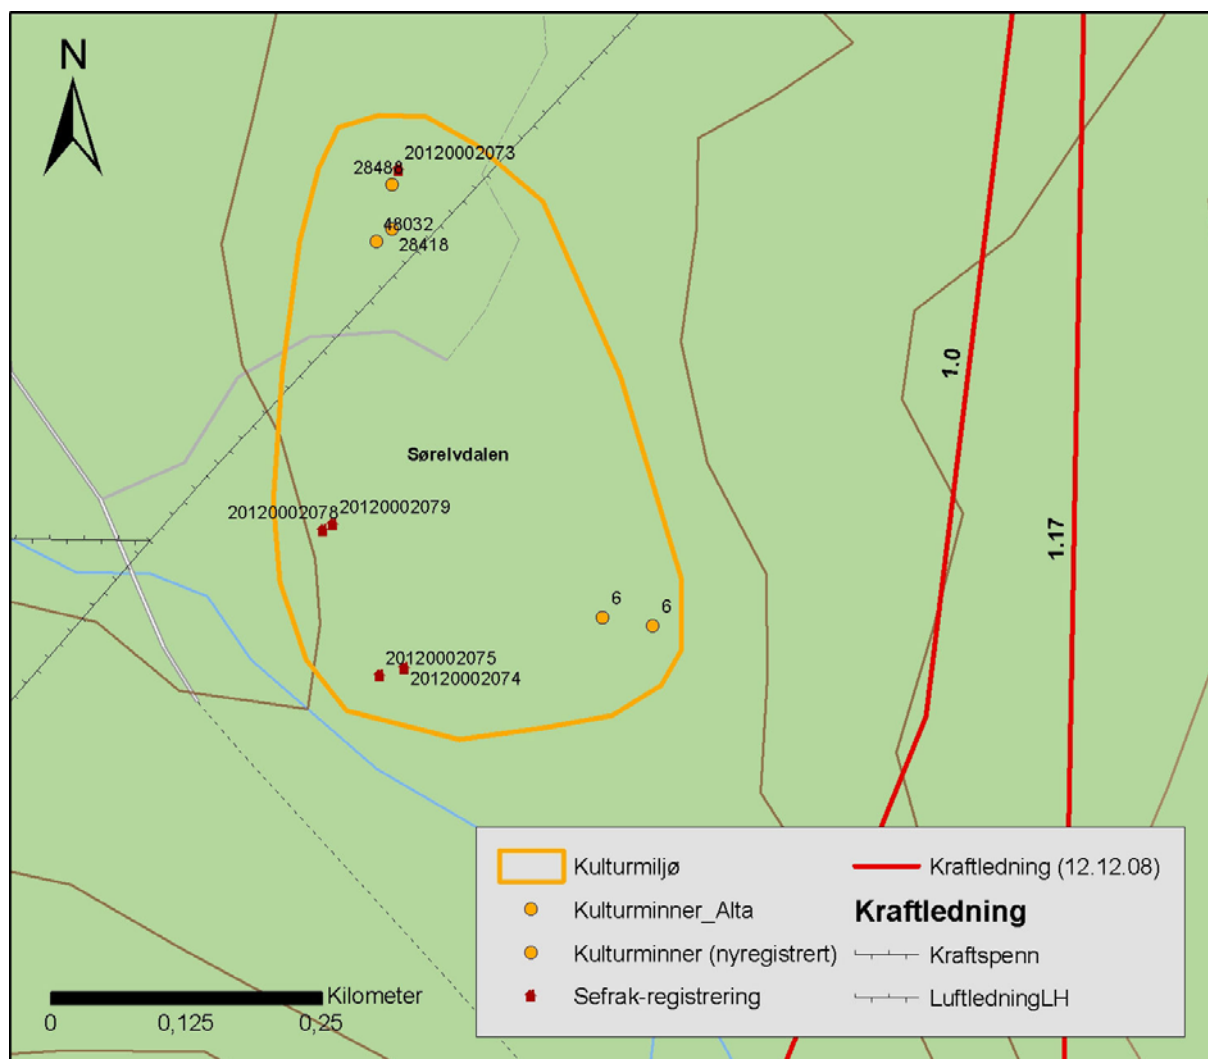 N
20120002073
28488
48032
28418
1.0
Sørelvdalen
20120002079
20120002078
1.17
6
6
20120002075
20120002074
Kulturmiljø
Kulturminner_Alta
Kulturminner (nyregistrert)
Sefrak-registrering
Kraftledning (12.12.08)
Kraftledning
Kraftspenn
LuftledningLH
Kilometer
0 0,125 0,25